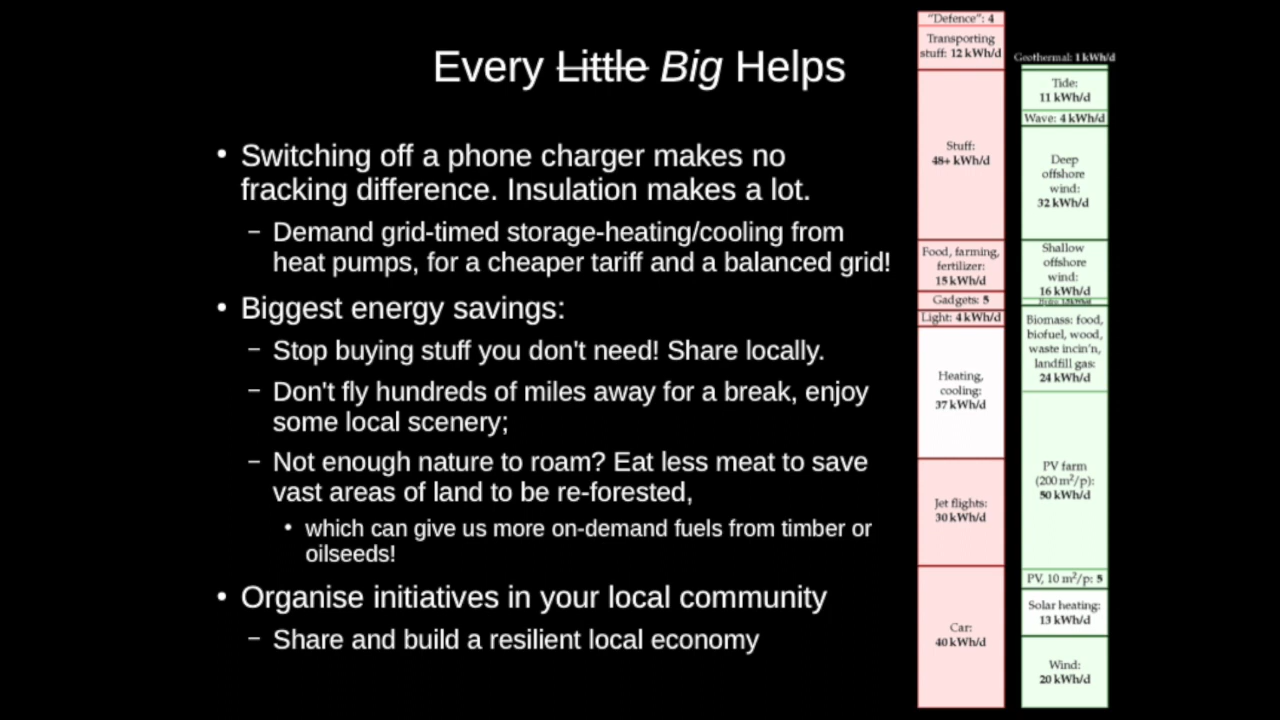 Every Little Big Helps
• Switching off a phone charger makes no
fracking difference. Insulation makes a lot.
– Demand grid-timed storage-heating/cooling from
heat pumps, for a cheaper tariff and a balanced grid!
• Biggest energy savings:
– Stop buying stuff you don't need! Share locally.
– Don't fly hundreds of miles away for a break, enjoy
some local scenery;
– Not enough nature to roam? Eat less meat to save
vast areas of land to be re-forested,
• which can give us more on-demand fuels from timber or
oilseeds!
• Organise initiatives in your local community
– Share and build a resilient local economy
"Defence": 4
Transporting
stuff: 12 kWh/d
Stuff:
48+ kWh/d
Food, farming,
fertilizer:
15 kWh/d
Gadgets: 5
Light: 4 kWh/d
Heating,
cooling:
37 kWh/d
Jet flights:
30 kWh/d
Car:
40 kWh/d
Geothermal: 1 kWh/d
Tide:
11 kWh/d
Wave: 4 kWh/d
Deep
offshore
wind:
32 kWh/d
Shallow
offshore
wind:
16 kWh/d
Biomass: food,
biofuel, wood,
waste incin'n,
landfill gas:
24 kWh/d
PV farm
(200 m²/p):
50 kWh/d
PV, 10 m²/p: 5
Solar heating:
13 kWh/d
Wind:
20 kWh/d